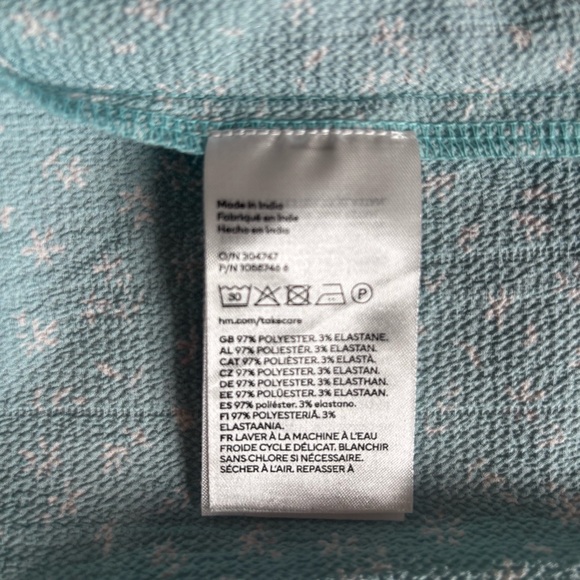 Made in India
Fabriqué en Inde
Hecho en India
O/N 304747
P/N 1088746 6
30 P
hm.com/takecare
GB 97% POLYESTER. 3% ELASTANE.
AL 97% POLIESTËR. 3% ELASTAN.
CAT 97% POLIÈSTER. 3% ELASTÀ.
CZ 97% POLYESTER. 3% ELASTAN.
DE 97% POLYESTER. 3% ELASTHAN.
EE 97% POLÜESTER. 3% ELASTAAN.
ES 97% poliéster. 3% elastano.
FI 97% POLYESTERIÄ. 3%
ELASTAANIA.
FR LAVER À LA MACHINE À L'EAU
FROIDE CYCLE DÉLICAT. BLANCHIR
SANS CHLORE SI NÉCESSAIRE.
SÉCHER À L'AIR. REPASSER À